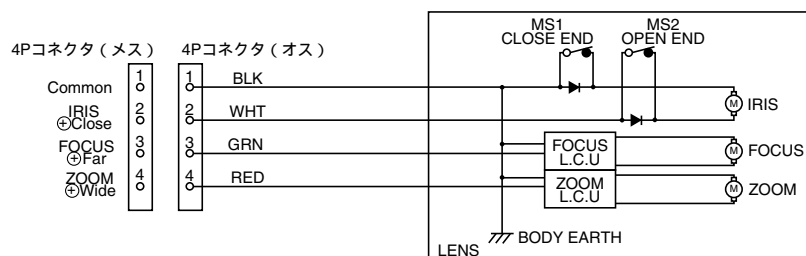 4Pコネクタ（メス）
4Pコネクタ（オス）
MS1
CLOSE END
MS2
OPEN END
Common
1
1
BLK
IRIS
⊕Close
2
2
WHT
M
IRIS
FOCUS
⊕Far
3
3
GRN
FOCUS
L.C.U
M
FOCUS
ZOOM
⊕Wide
4
4
RED
ZOOM
L.C.U
M
ZOOM
BODY EARTH
LENS